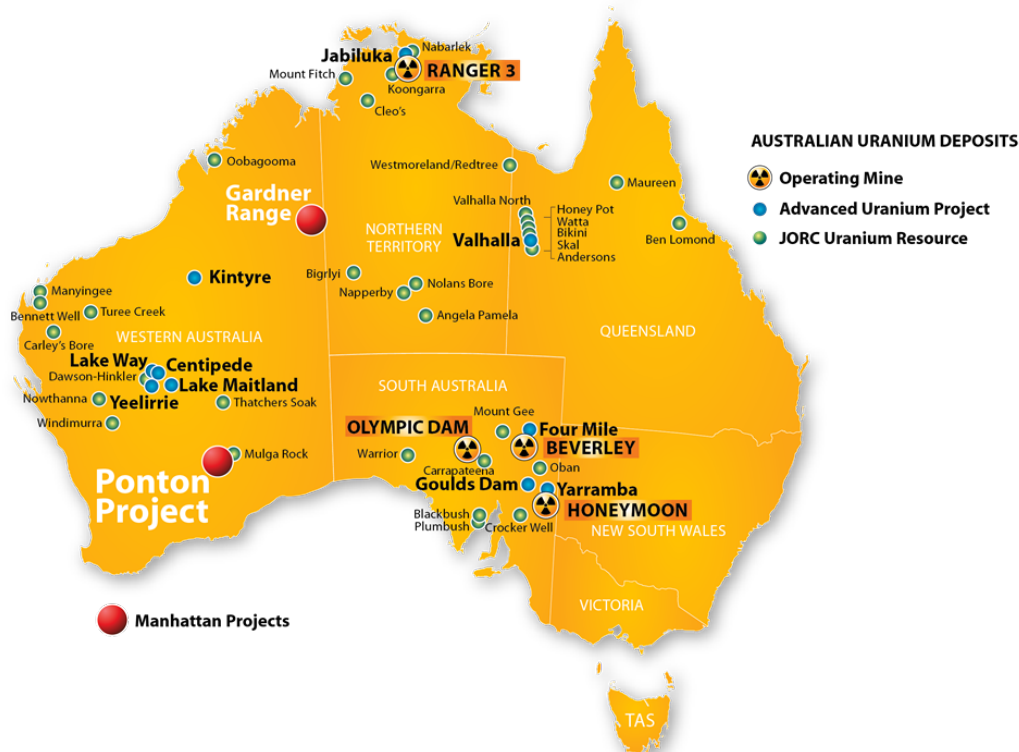 Nabarlek
Jabiluka
RANGER 3
Mount Fitch
Koongarra
Cleo's
AUSTRALIAN URANIUM DEPOSITS
Operating Mine
Advanced Uranium Project
JORC Uranium Resource
Oobagooma
Westmoreland/Redtree
Maureen
Gardner
Range
Valhalla North
Honey Pot
Watta
Bikini
Skal
Andersons
Valhalla
NORTHERN
TERRITORY
Ben Lomond
Bigrlyi
Kintyre
Nolans Bore
Napperby
Manyingee
Bennett Well
Turee Creek
Angela Pamela
Carley's Bore
WESTERN AUSTRALIA
QUEENSLAND
Lake Way
Centipede
Dawson-Hinkler
Lake Maitland
SOUTH AUSTRALIA
Nowthanna
Yeelirrie
Thatchers Soak
Windimurra
Mount Gee
OLYMPIC DAM
Four Mile
BEVERLEY
Mulga Rock
Warrior
Carrapateena
Oban
Ponton
Project
Goulds Dam
Yarramba
HONEYMOON
Blackbush
Plumbush
Crocker Well
NEW SOUTH WALES
VICTORIA
Manhattan Projects
TAS